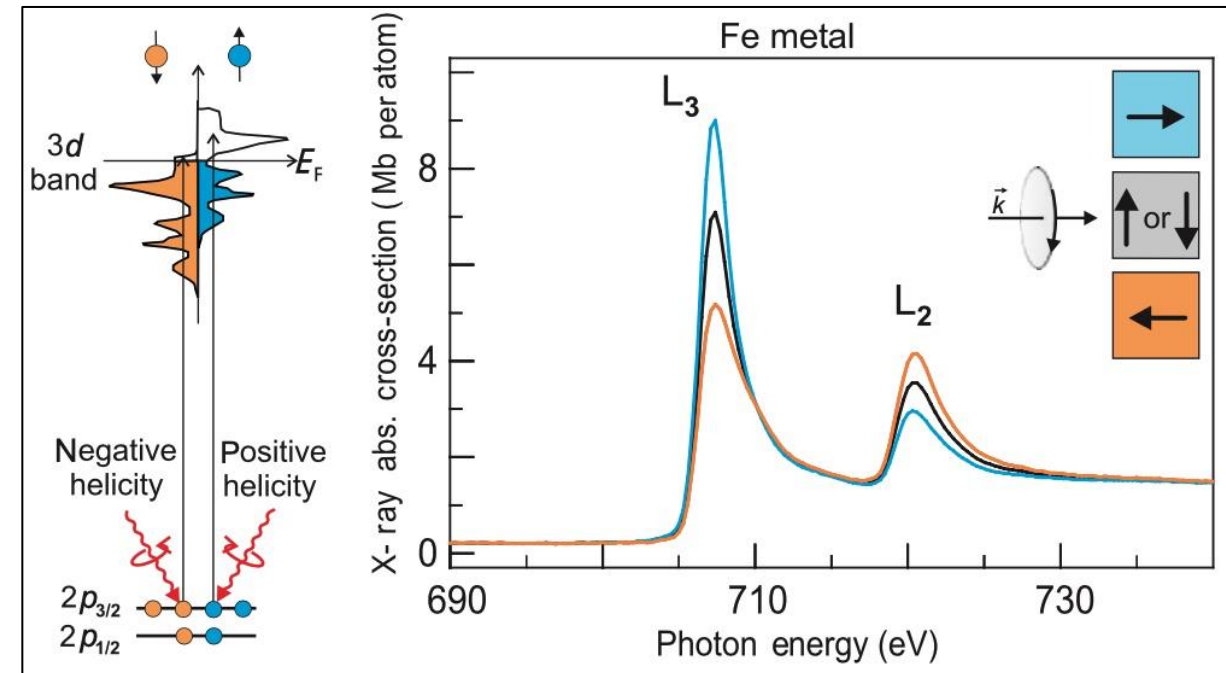 3d
band
E_F
Negative
helicity
Positive
helicity
2p_3/2
2p_1/2
Fe metal
X- ray abs. cross-section ( Mb per atom)
8
4
0
L_3
L_2
k⃗
or
690
710
730
Photon energy (eV)